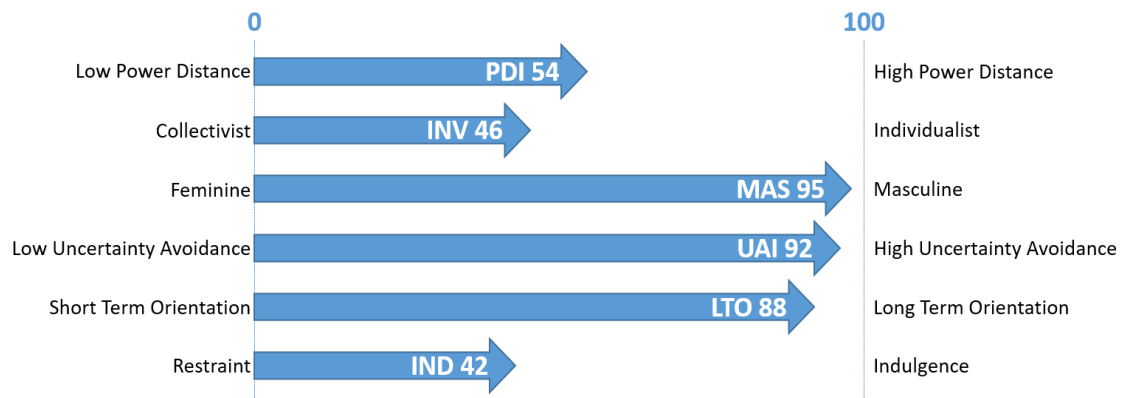 0 100
Low Power Distance PDI 54 High Power Distance
Collectivist INV 46 Individualist
Feminine MAS 95 Masculine
Low Uncertainty Avoidance UAI 92 High Uncertainty Avoidance
Short Term Orientation LTO 88 Long Term Orientation
Restraint IND 42 Indulgence